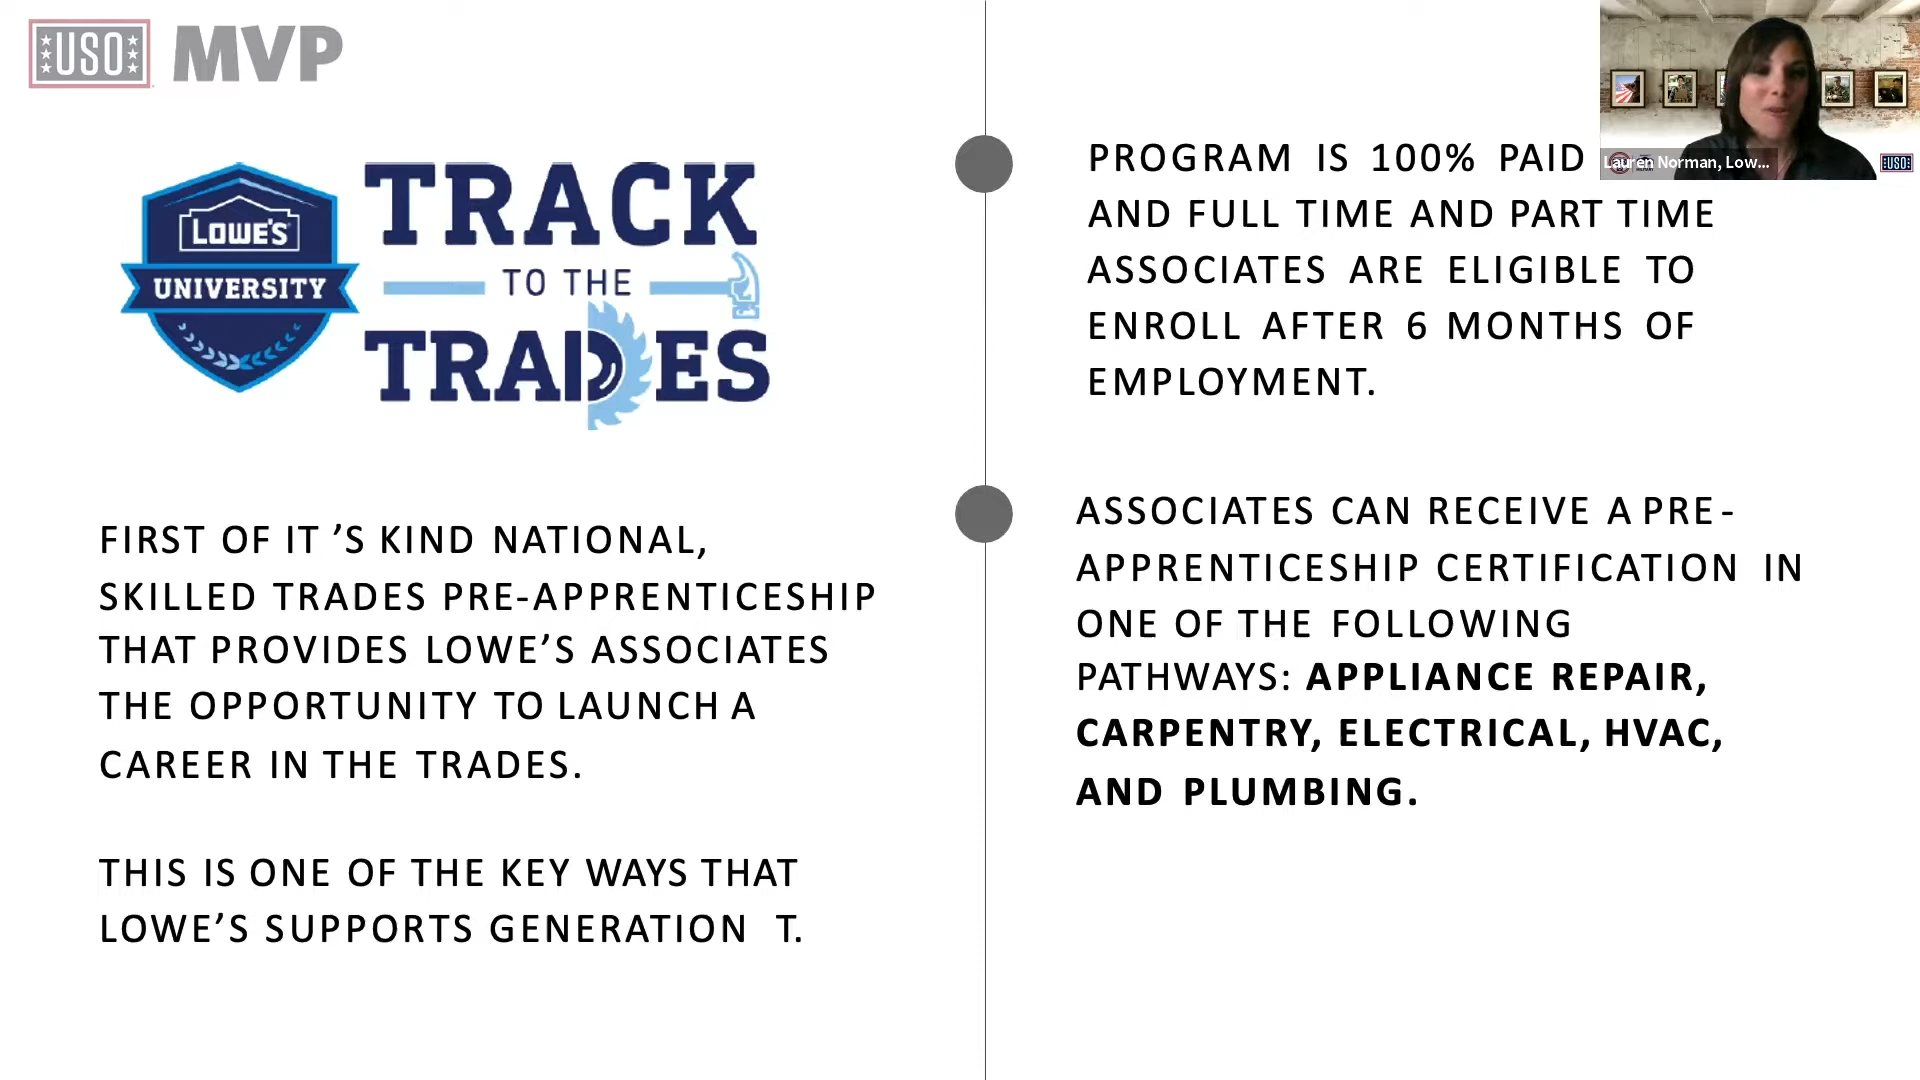 USO MVP
LOWE'S
UNIVERSITY
TRACK
TO THE
TRADES
FIRST OF IT ’S KIND NATIONAL,
SKILLED TRADES PRE-APPRENTICESHIP
THAT PROVIDES LOWE’S ASSOCIATES
THE OPPORTUNITY TO LAUNCH A
CAREER IN THE TRADES.
THIS IS ONE OF THE KEY WAYS THAT
LOWE’S SUPPORTS GENERATION T.
PROGRAM IS 100% PAID
AND FULL TIME AND PART TIME
ASSOCIATES ARE ELIGIBLE TO
ENROLL AFTER 6 MONTHS OF
EMPLOYMENT.
ASSOCIATES CAN RECEIVE A PRE-
APPRENTICESHIP CERTIFICATION IN
ONE OF THE FOLLOWING
PATHWAYS: APPLIANCE REPAIR,
CARPENTRY, ELECTRICAL, HVAC,
AND PLUMBING.
Lauren Norman, Low...
USO